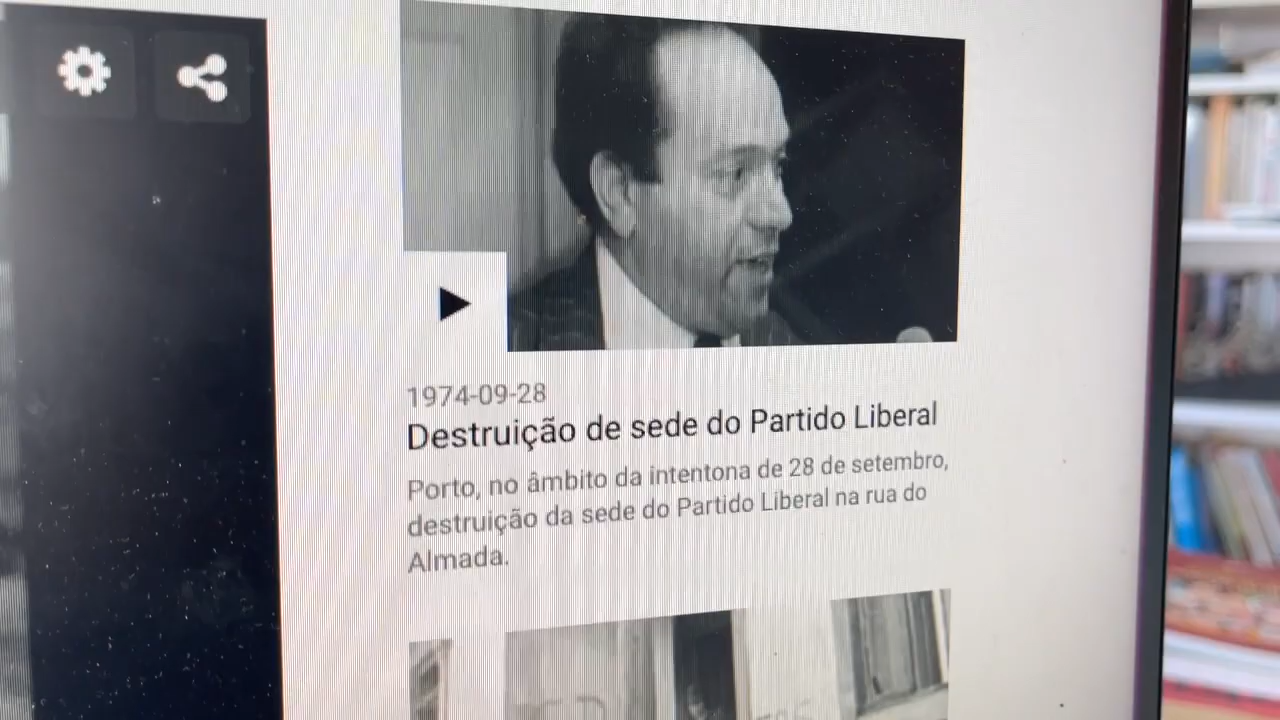 1974-09-28
Destruição de sede do Partido Liberal
Porto, no âmbito da intentona de 28 de setembro,
destruição da sede do Partido Liberal na rua do
Almada.